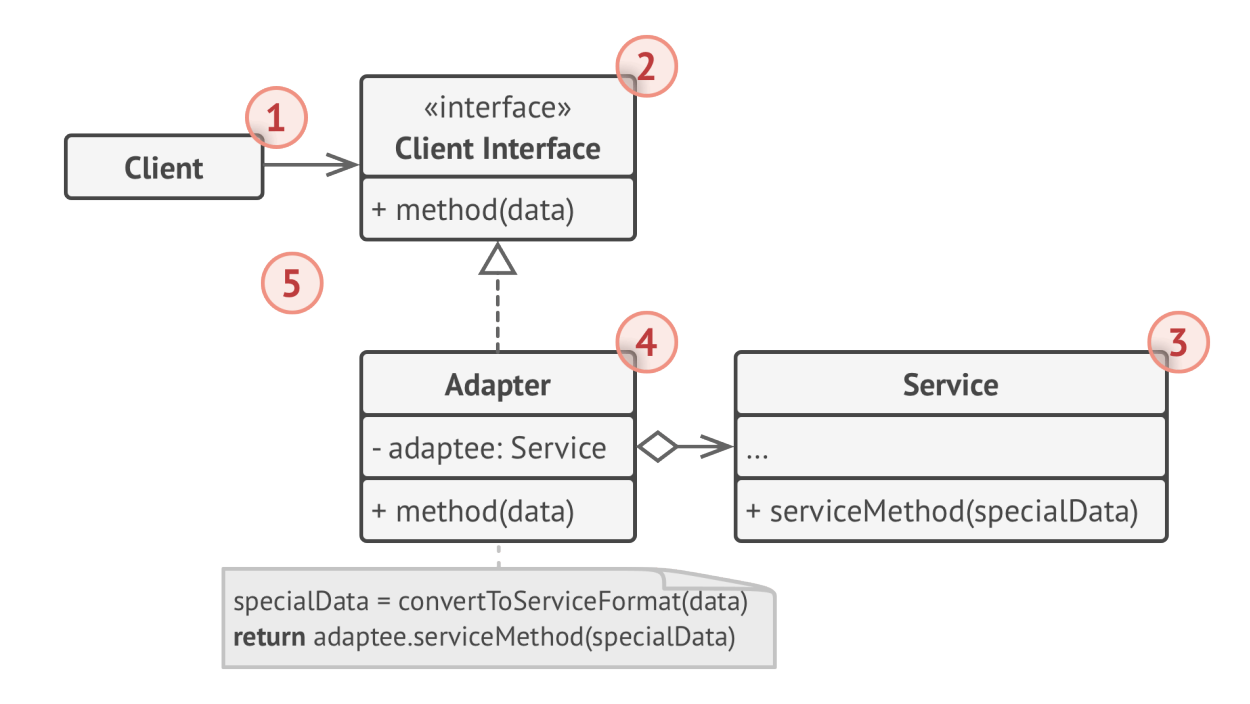 1
Client
2
«interface»
Client Interface
+ method(data)
5
4
Adapter
- adaptee: Service
+ method(data)
3
Service
...
+ serviceMethod(specialData)
specialData = convertToServiceFormat(data)
return adaptee.serviceMethod(specialData)